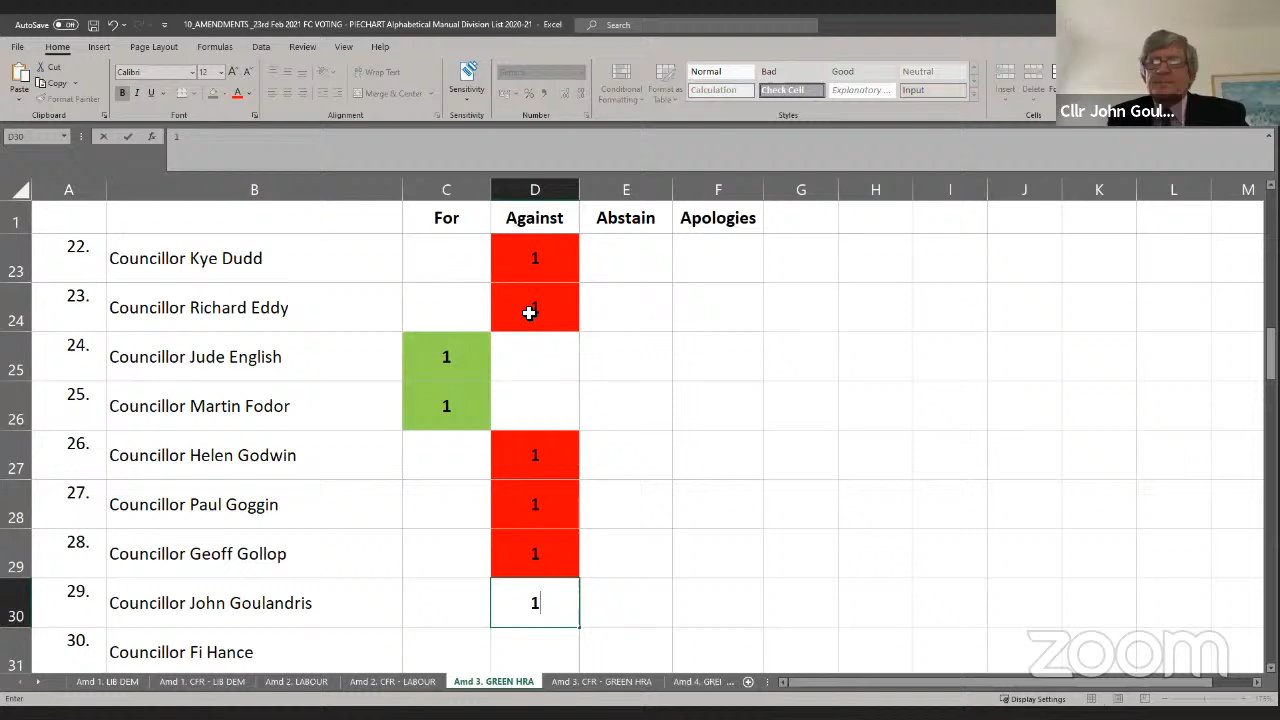 AutoSave Off 10_AMENDMENTS_23rd Feb 2021 FC VOTING - PIECHART Alphabetical Manual Division List 2020-21 - Excel Search
File Home Insert Page Layout Formulas Data Review View Help
Cut Calibri 12 Wrap Text Normal Bad Good Neutral
Paste Copy Format Painter B I U Merge & Center Sensitivity Conditional Formatting Format as Table Calculation Check Cell Explanatory ... Input Insert Delete
Clipboard Font Alignment Sensitivity Number Styles Cells
Cllr John Goul...
D30 fx 1
A B C D E F G H I J K L M
1 For Against Abstain Apologies
23 22. Councillor Kye Dudd 1
24 23. Councillor Richard Eddy
25 24. Councillor Jude English 1
26 25. Councillor Martin Fodor 1
27 26. Councillor Helen Godwin 1
28 27. Councillor Paul Goggin 1
29 28. Councillor Geoff Gollop 1
30 29. Councillor John Goulandris 1
31 30. Councillor Fi Hance
zoom
Amd 1. LIB DEM Amd 1. CFR - LIB DEM Amd 2. LABOUR Amd 2. CFR - LABOUR Amd 3. GREEN HRA Amd 3. CFR - GREEN HRA Amd 4. GREI ...
Enter Display Settings